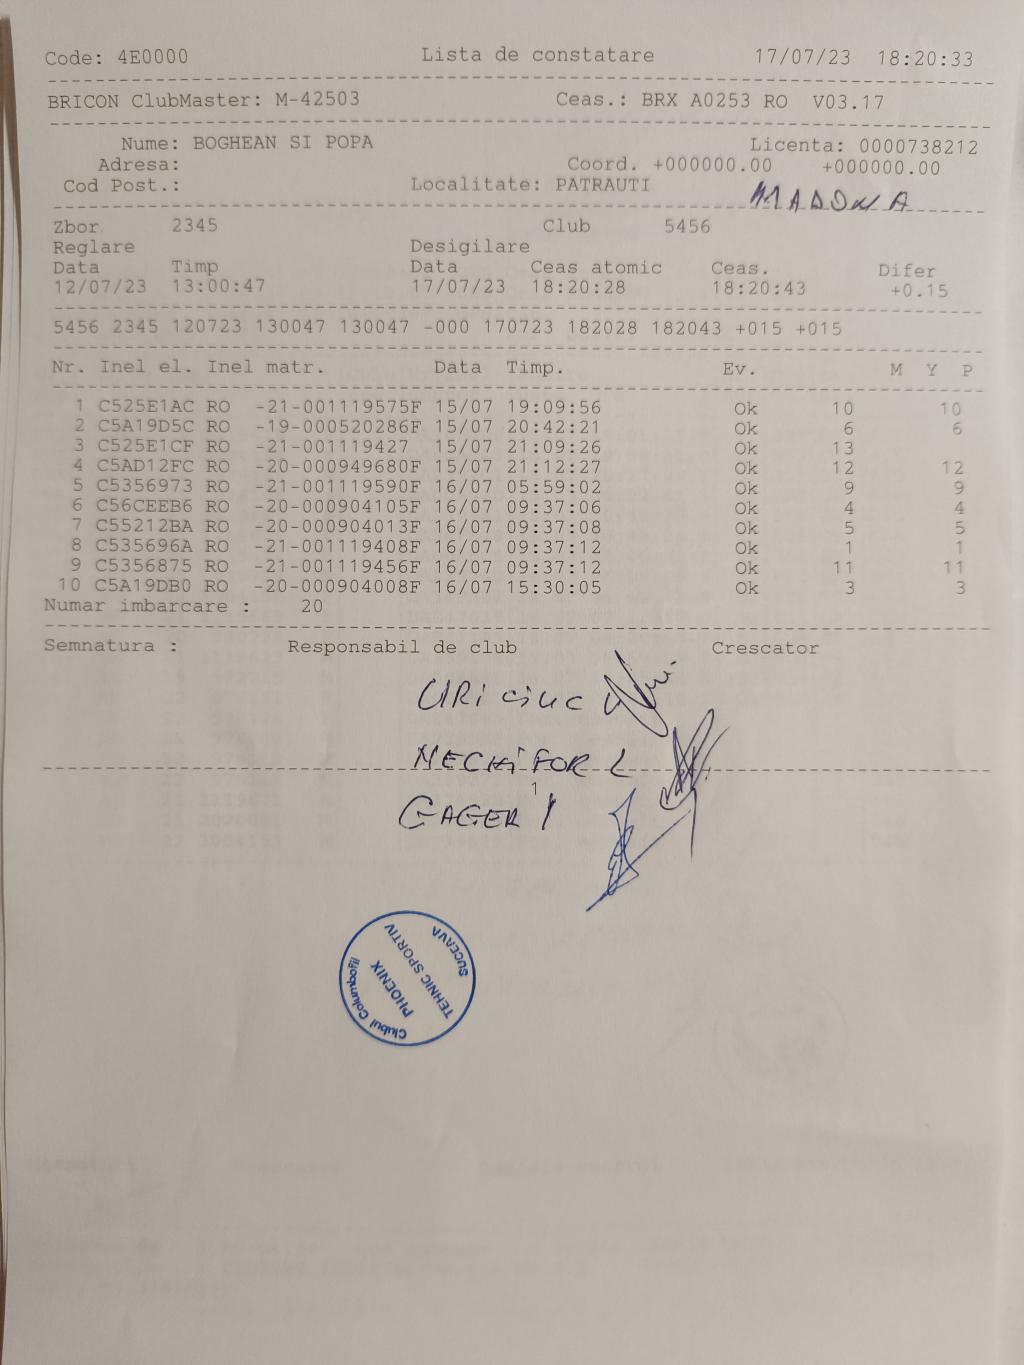 Code: 4E0000 Lista de constatare 17/07/23 18:20:33
BRICON ClubMaster: M-42503 Ceas.: BRX A0253 RO V03.17
Nume: BOGHEAN SI POPA Licenta: 0000738212
Adresa: Coord. +000000.00 +000000.00
Cod Post.: Localitate: PATRAUTI
MADONA
Zbor 2345 Club 5456
Reglare Desigilare
Data Timp Data Ceas atomic Ceas. Difer
12/07/23 13:00:47 17/07/23 18:20:28 18:20:43 +0.15
5456 2345 120723 130047 130047 -000 170723 182028 182043 +015 +015
Nr. Inel el. Inel matr. Data Timp. Ev. M Y P
1 C525E1AC RO -21-001119575F 15/07 19:09:56 Ok 10 10
2 C5A19D5C RO -19-000520286F 15/07 20:42:21 Ok 6 6
3 C525E1CF RO -21-001119427 15/07 21:09:26 Ok 13
4 C5AD12FC RO -20-000949680F 15/07 21:12:27 Ok 12 12
5 C5356973 RO -21-001119590F 16/07 05:59:02 Ok 9 9
6 C56CEEB6 RO -20-000904105F 16/07 09:37:06 Ok 4 4
7 C55212BA RO -20-000904013F 16/07 09:37:08 Ok 5 5
8 C535696A RO -21-001119408F 16/07 09:37:12 Ok 1 1
9 C5356875 RO -21-001119456F 16/07 09:37:12 Ok 11 11
10 C5A19DB0 RO -20-000904008F 16/07 15:30:05 Ok 3 3
Numar imbarcare : 20
Semnatura : Responsabil de club Crescator
URICIUC
NECHIFOR L
1
GAGER I
Clubul Columbofil
PHOENIX
TEHNIC SPORTIV
SUCEAVA